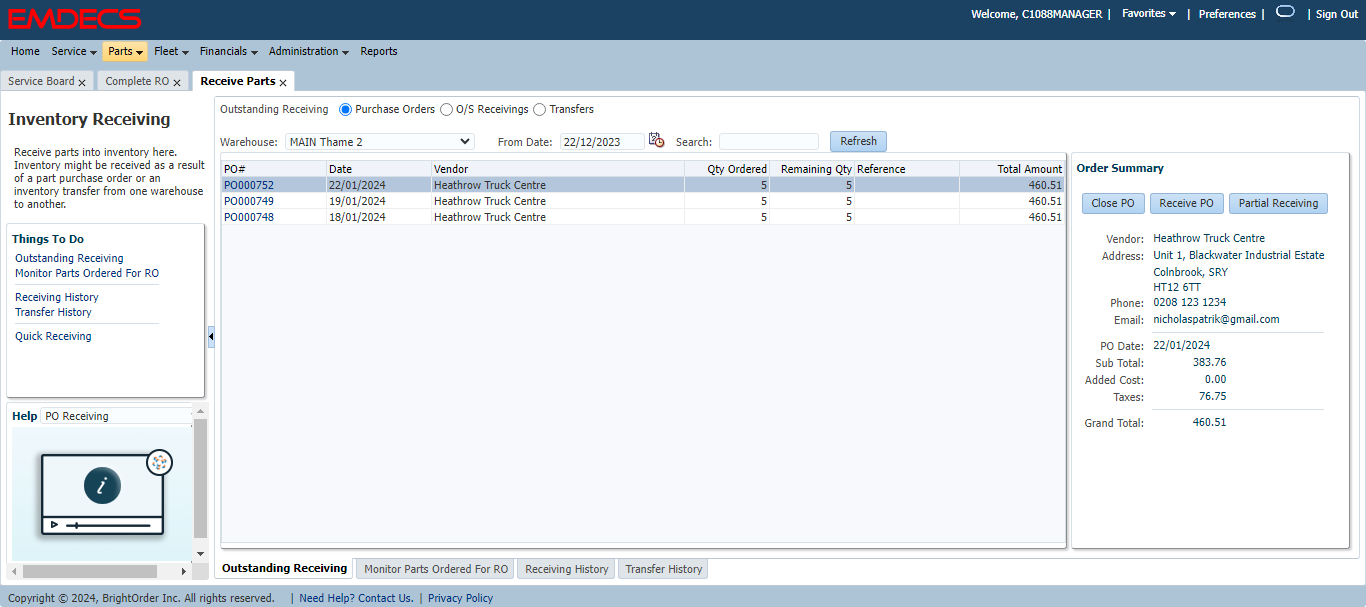 EMDECS
Welcome, C1088MANAGER | Favorites | Preferences | | Sign Out
Home Service Parts Fleet Financials Administration Reports
Service Board x Complete RO x Receive Parts x
Inventory Receiving
Receive parts into inventory here.
Inventory might be received as a result
of a part purchase order or an
inventory transfer from one warehouse
to another.
Things To Do
Outstanding Receiving
Monitor Parts Ordered For RO
Receiving History
Transfer History
Quick Receiving
Help PO Receiving
i
Outstanding Receiving Purchase Orders O/S Receivings Transfers
Warehouse: MAIN Thame 2 From Date: 22/12/2023 Search: Refresh
PO# Date Vendor Qty Ordered Remaining Qty Reference Total Amount
PO000752 22/01/2024 Heathrow Truck Centre 5 5 460.51
PO000749 19/01/2024 Heathrow Truck Centre 5 5 460.51
PO000748 18/01/2024 Heathrow Truck Centre 5 5 460.51
Order Summary
Close PO Receive PO Partial Receiving
Vendor: Heathrow Truck Centre
Address: Unit 1, Blackwater Industrial Estate
Colnbrook, SRY
HT12 6TT
Phone: 0208 123 1234
Email: nicholaspatrik@gmail.com
PO Date: 22/01/2024
Sub Total: 383.76
Added Cost: 0.00
Taxes: 76.75
Grand Total: 460.51
Outstanding Receiving Monitor Parts Ordered For RO Receiving History Transfer History
Copyright © 2024, BrightOrder Inc. All rights reserved. | Need Help? Contact Us. | Privacy Policy